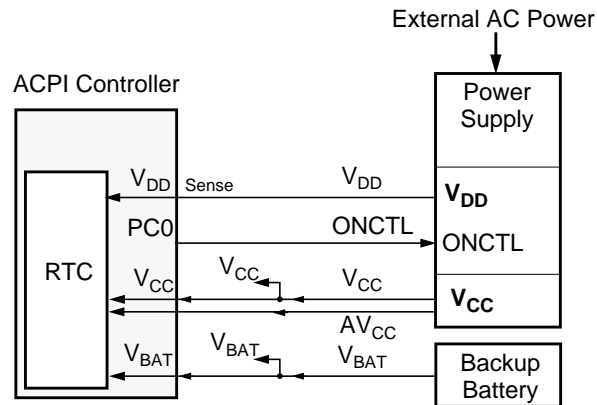 External AC Power
ACPI Controller
Power
Supply
VDD Sense VDD VDD
PC0 ONCTL ONCTL
RTC
VCC VCC VCC VCC
AVCC
VBAT VBAT VBAT
Backup
Battery